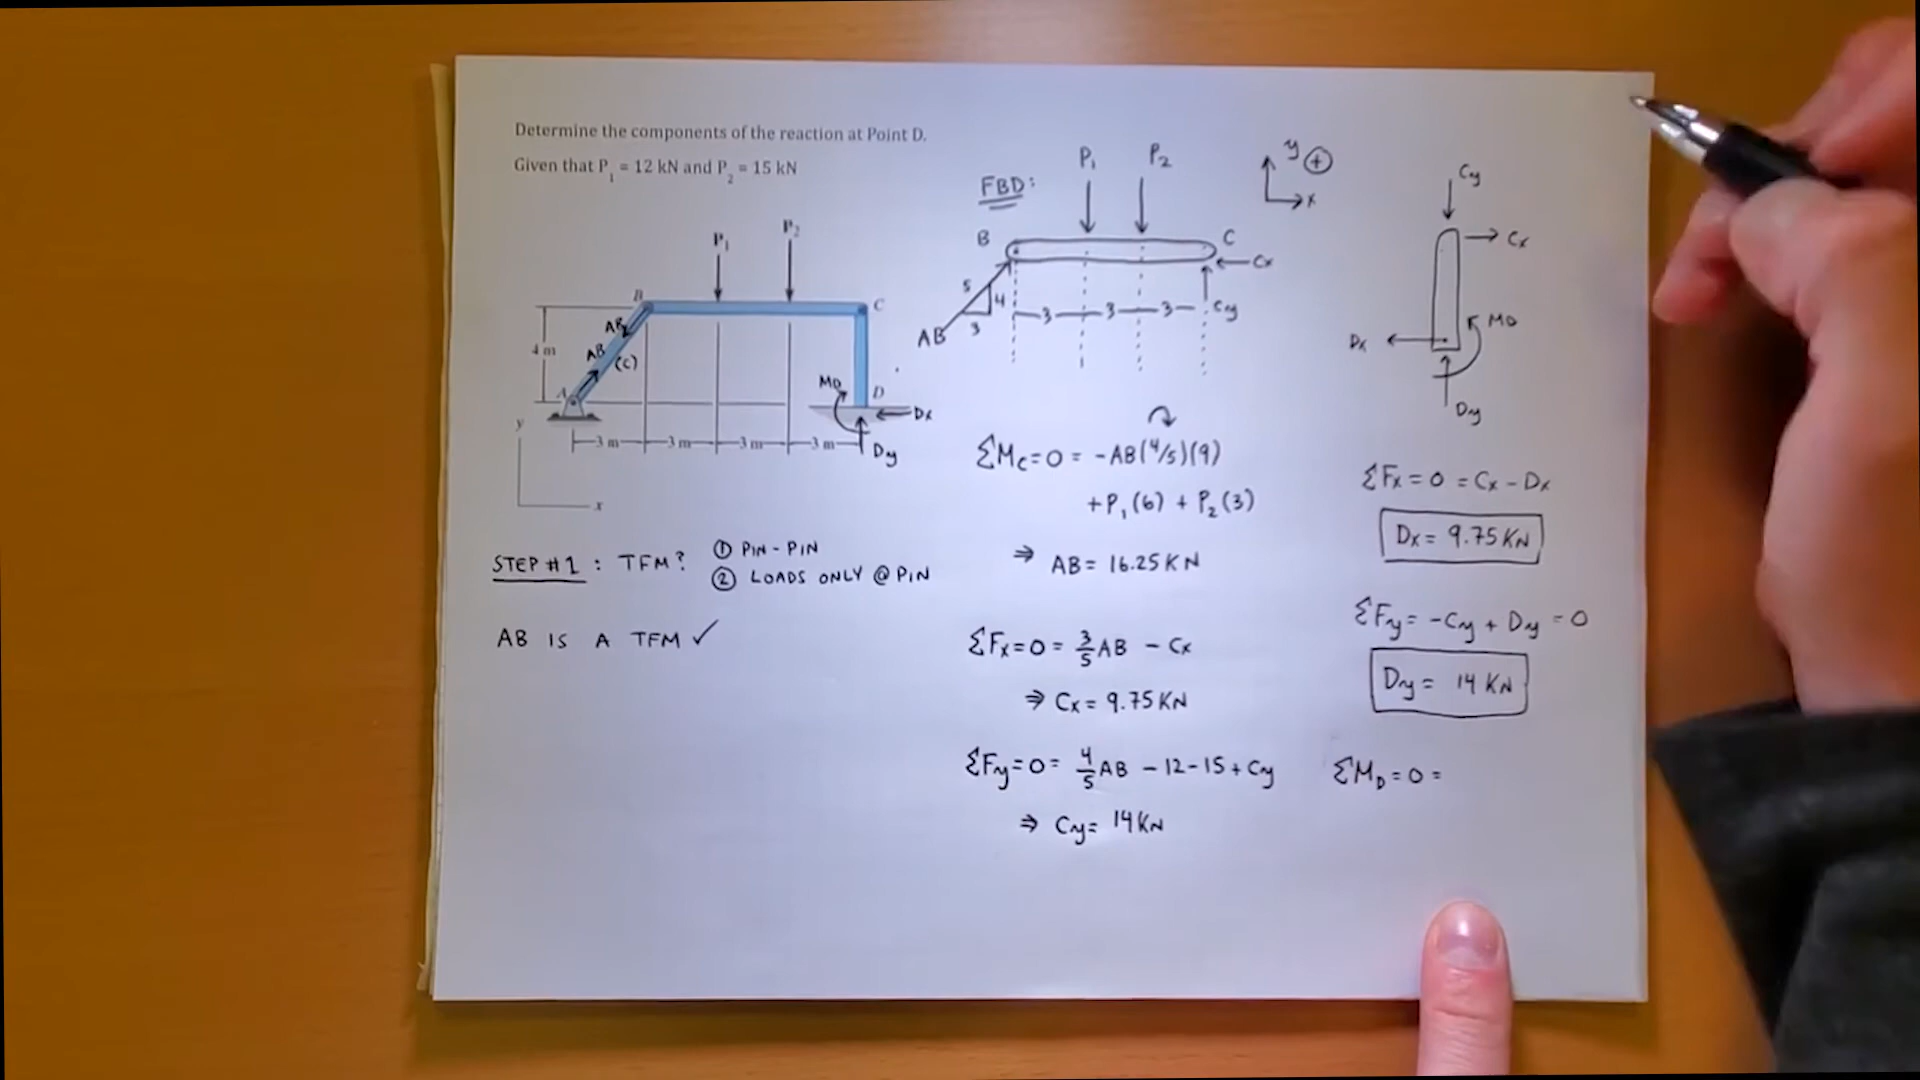 Determine the components of the reaction at Point D.
Given that P1 = 12 kN and P2 = 15 kN
P1
P2
B
C
AB
AB
(C)
4 m
A
MD
D
Dx
Dy
y
3 m
3 m
3 m
3 m
x
STEP #1 : TFM?
① PIN - PIN
② LOADS ONLY @ PIN
AB IS A TFM ✓
FBD:
P1
P2
y
+
x
B
C
Cx
5
4
3
AB
3
3
3
Cy
ΣMc = 0 = -AB(4/5)(9)
+P1(6) + P2(3)
⇒ AB = 16.25 KN
ΣFx = 0 = 3/5 AB - Cx
⇒ Cx = 9.75 KN
ΣFy = 0 = 4/5 AB - 12 - 15 + Cy
⇒ Cy = 14 KN
Cy
Cx
MD
Dx
Dy
ΣFx = 0 = Cx - Dx
Dx = 9.75 KN
ΣFy = -Cy + Dy = 0
Dy = 14 KN
ΣMD = 0 =